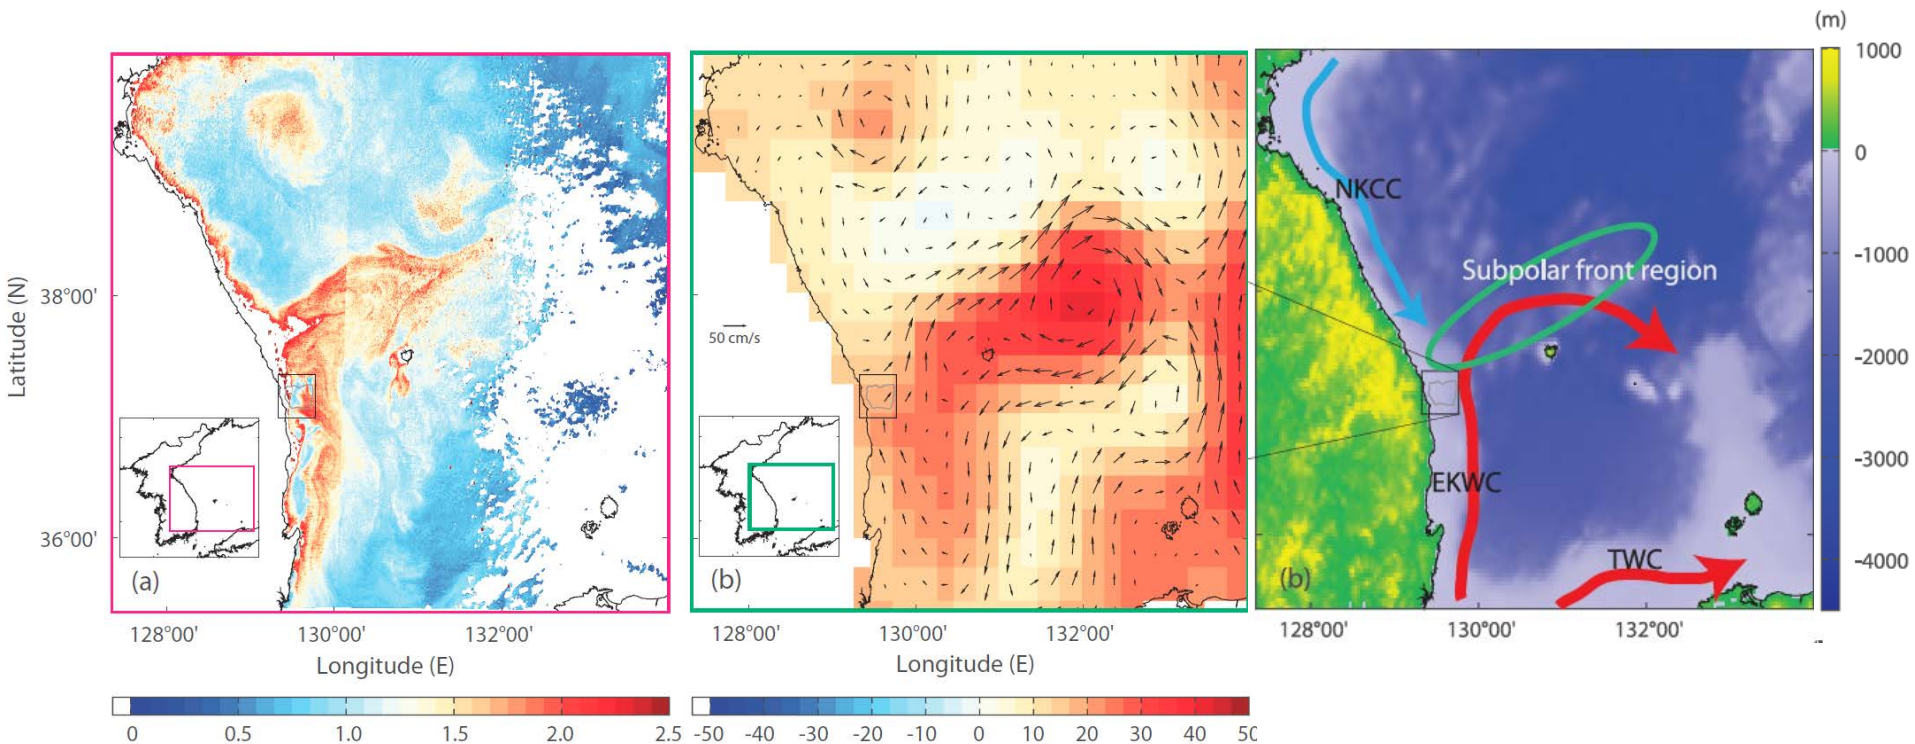 Latitude (N)
38°00'
36°00'
(a)
128°00'
130°00'
132°00'
Longitude (E)
0
0.5
1.0
1.5
2.0
2.5
50 cm/s
(b)
128°00'
130°00'
132°00'
Longitude (E)
-50
-40
-30
-20
-10
0
10
20
30
40
50
(m)
1000
0
-1000
-2000
-3000
-4000
NKCC
Subpolar front region
EKWC
TWC
(b)
128°00'
130°00'
132°00'